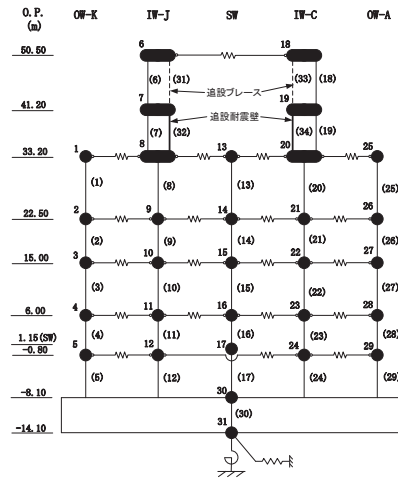 O.P. OW-K IW-J SW IW-C OW-A
(m)
50.50 6 18
(6) (31) (33) (18)
追設ブレース
41.20 7 19
追設耐震壁
(7) (32) (34) (19)
33.20 1 8 13 20 25
(1) (8) (13) (20) (25)
22.50 2 9 14 21 26
(2) (9) (14) (21) (26)
15.00 3 10 15 22 27
(3) (10) (15) (22) (27)
6.00 4 11 16 23 28
1.15(SW) (4) (11) (16) (23) (28)
-0.80 5 12 17 24 29
(5) (12) (17) (24) (29)
-8.10 30
(30)
-14.10 31